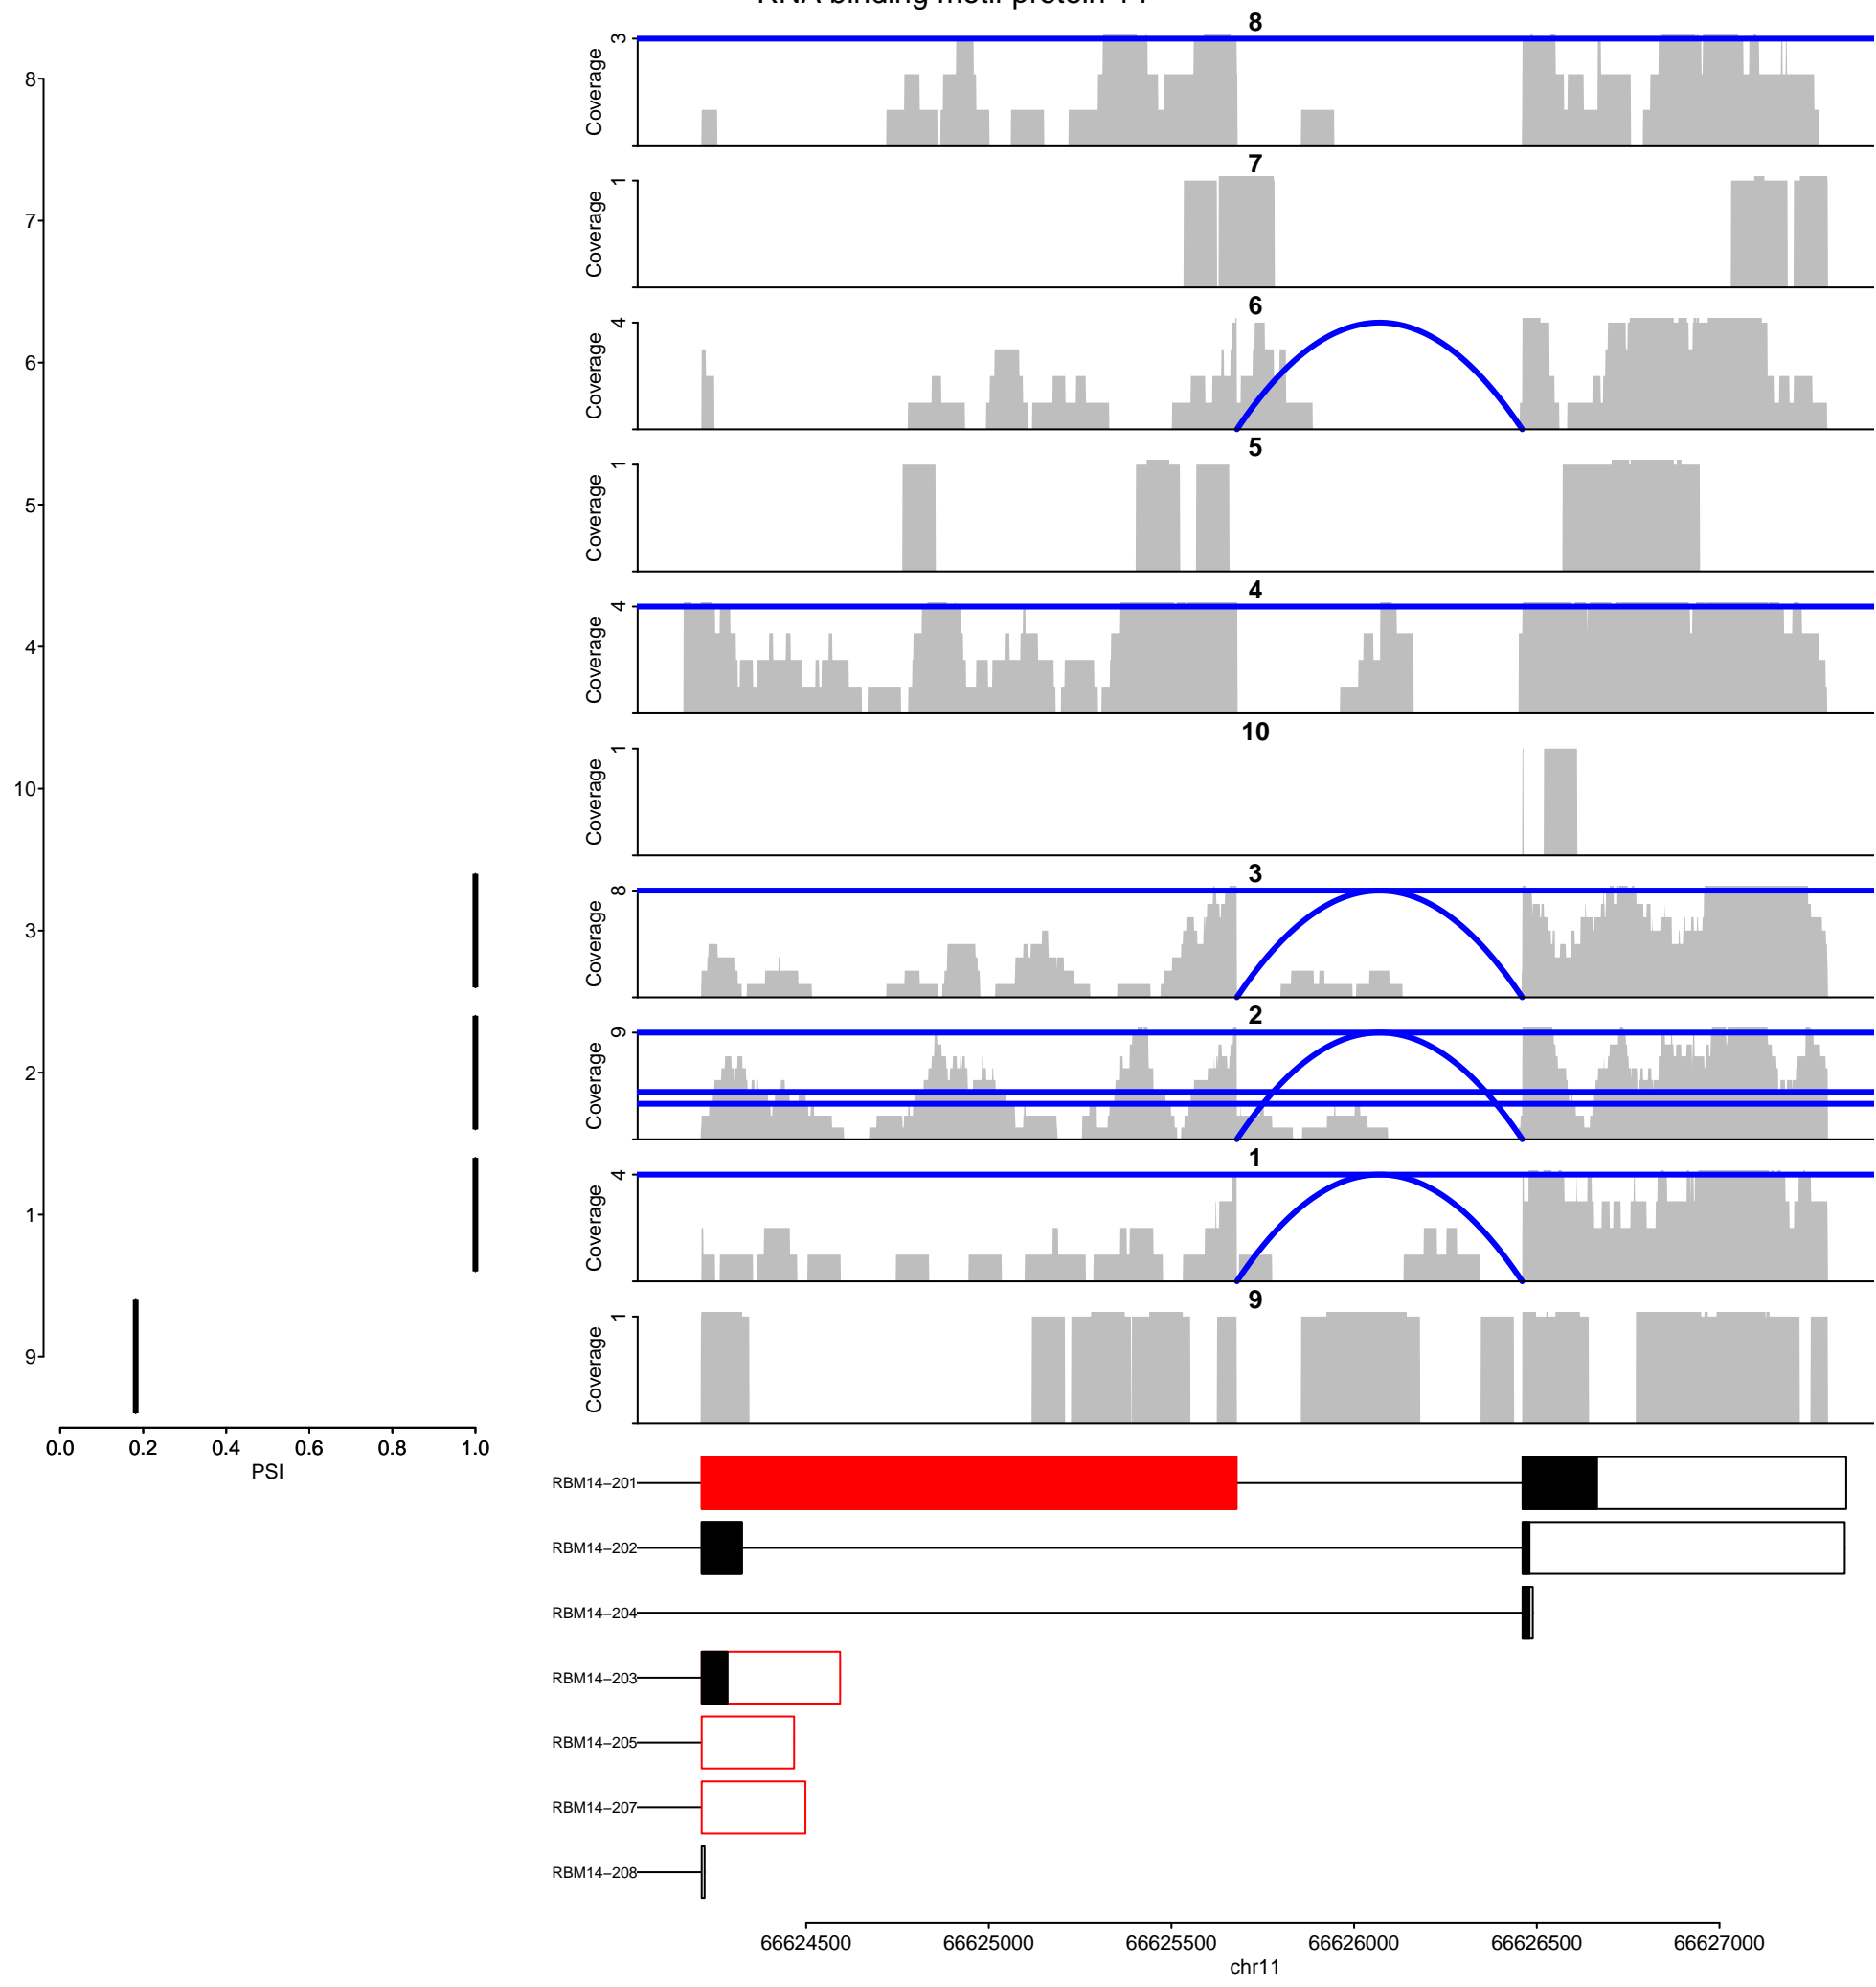 8
3
Coverage
8
7
1
Coverage
7
6
4
Coverage
6
5
1
Coverage
5
4
4
Coverage
4
10
1
Coverage
10
3
8
Coverage
3
2
9
Coverage
2
1
4
Coverage
1
9
1
Coverage
9
0.0 0.2 0.4 0.6 0.8 1.0
PSI
RBM14−201
RBM14−202
RBM14−204
RBM14−203
RBM14−205
RBM14−207
RBM14−208
66624500 66625000 66625500 66626000 66626500 66627000
chr11